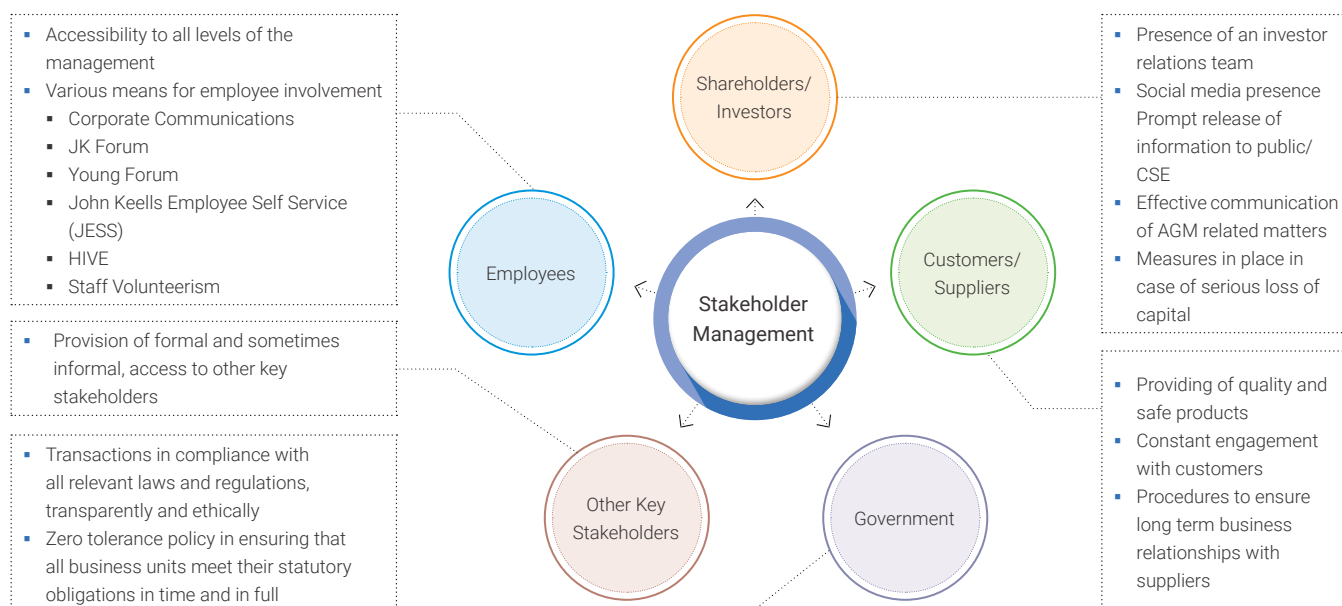 Accessibility to all levels of the
management
Various means for employee involvement
Corporate Communications
JK Forum
Young Forum
John Keells Employee Self Service
(JESS)
HIVE
Staff Volunteerism
Provision of formal and sometimes
informal, access to other key
stakeholders
Transactions in compliance with
all relevant laws and regulations,
transparently and ethically
Zero tolerance policy in ensuring that
all business units meet their statutory
obligations in time and in full
Shareholders/
Investors
Employees
Customers/
Suppliers
Stakeholder
Management
Other Key
Stakeholders
Government
Presence of an investor
relations team
Social media presence
Prompt release of
information to public/
CSE
Effective communication
of AGM related matters
Measures in place in
case of serious loss of
capital
Providing of quality and
safe products
Constant engagement
with customers
Procedures to ensure
long term business
relationships with
suppliers